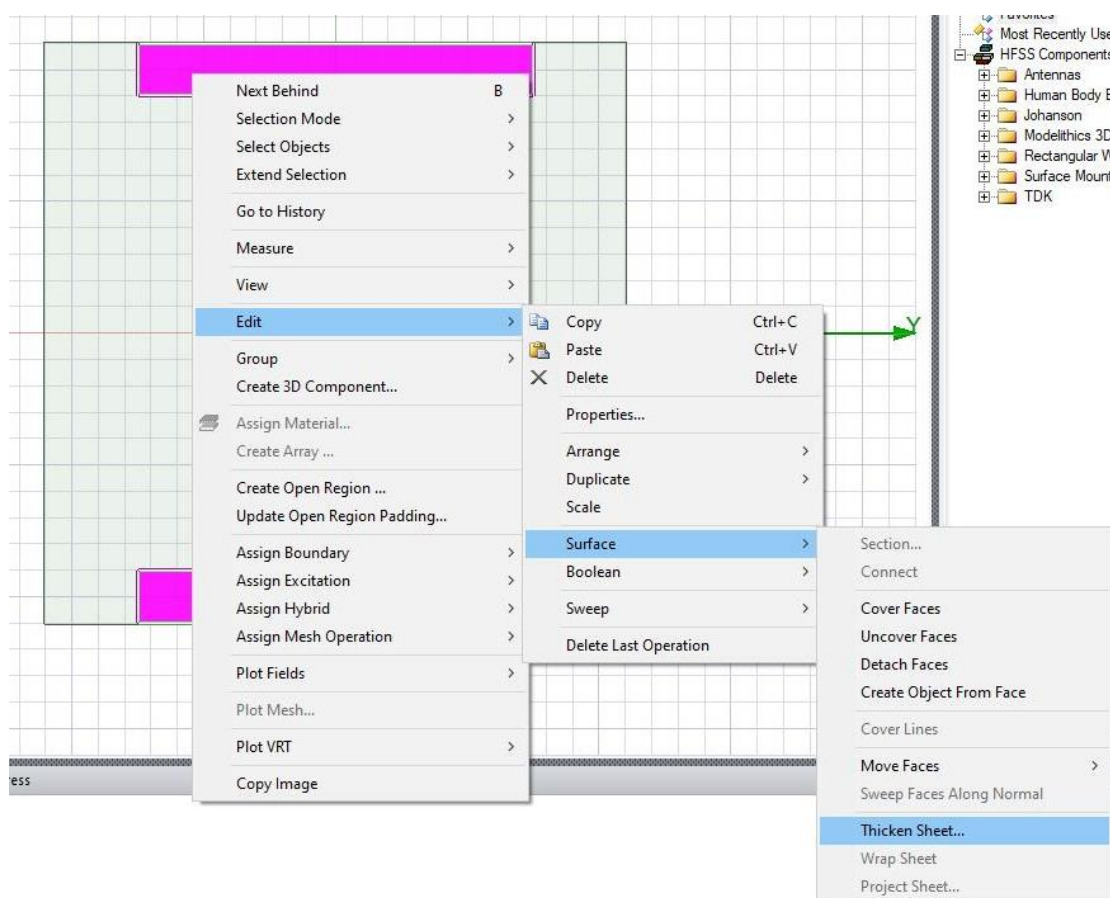 Favorites
Most Recently Use
HFSS Components
Antennas
Human Body E
Johanson
Modelithics 3D
Rectangular W
Surface Mount
TDK
Next Behind B
Selection Mode
Select Objects
Extend Selection
Go to History
Measure
View
Edit
Group
Create 3D Component...
Assign Material...
Create Array ...
Create Open Region ...
Update Open Region Padding...
Assign Boundary
Assign Excitation
Assign Hybrid
Assign Mesh Operation
Plot Fields
Plot Mesh...
Plot VRT
Copy Image
Copy Ctrl+C
Paste Ctrl+V
Delete Delete
Properties...
Arrange
Duplicate
Scale
Surface
Boolean
Sweep
Delete Last Operation
Section...
Connect
Cover Faces
Uncover Faces
Detach Faces
Create Object From Face
Cover Lines
Move Faces
Sweep Faces Along Normal
Thicken Sheet...
Wrap Sheet
Project Sheet...
Y
ess